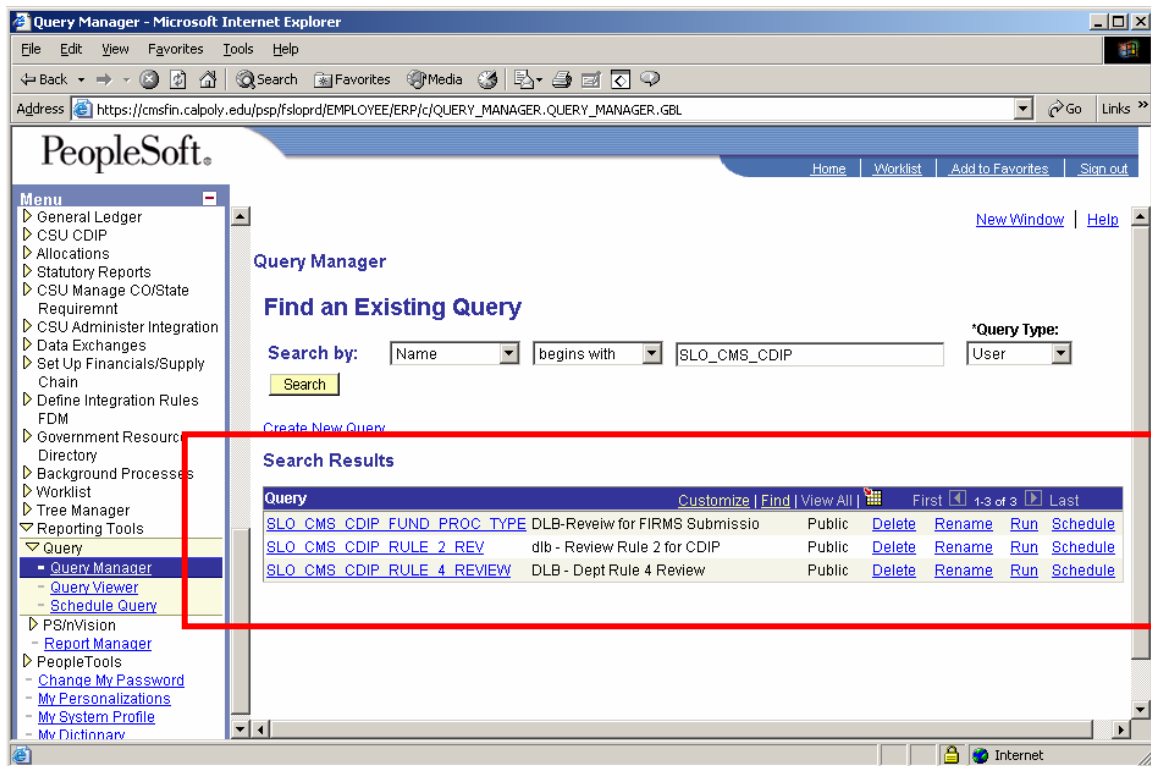 Query Manager - Microsoft Internet Explorer
File Edit View Favorites Tools Help
Back Search Favorites Media
Address https://cmsfin.calpoly.edu/psp/fsloprd/EMPLOYEE/ERP/c/QUERY_MANAGER.QUERY_MANAGER.GBL Go Links »
PeopleSoft®
Home Worklist Add to Favorites Sign out
Menu
General Ledger
CSU CDIP
Allocations
Statutory Reports
CSU Manage CO/State
Requiremnt
CSU Administer Integration
Data Exchanges
Set Up Financials/Supply
Chain
Define Integration Rules
FDM
Government Resource
Directory
Background Processes
Worklist
Tree Manager
Reporting Tools
Query
- Query Manager
- Query Viewer
- Schedule Query
PS/nVision
- Report Manager
PeopleTools
- Change My Password
- My Personalizations
- My System Profile
- My Dictionary
New Window | Help
Query Manager
Find an Existing Query
*Query Type:
Search by: Name begins with SLO_CMS_CDIP User
Search
Create New Query
Search Results
Query Customize | Find | View All | First 1-3 of 3 Last
SLO_CMS_CDIP_FUND_PROC_TYPE DLB-Reveiw for FIRMS Submissio Public Delete Rename Run Schedule
SLO_CMS_CDIP_RULE_2_REV dlb - Review Rule 2 for CDIP Public Delete Rename Run Schedule
SLO_CMS_CDIP_RULE_4_REVIEW DLB - Dept Rule 4 Review Public Delete Rename Run Schedule
Internet